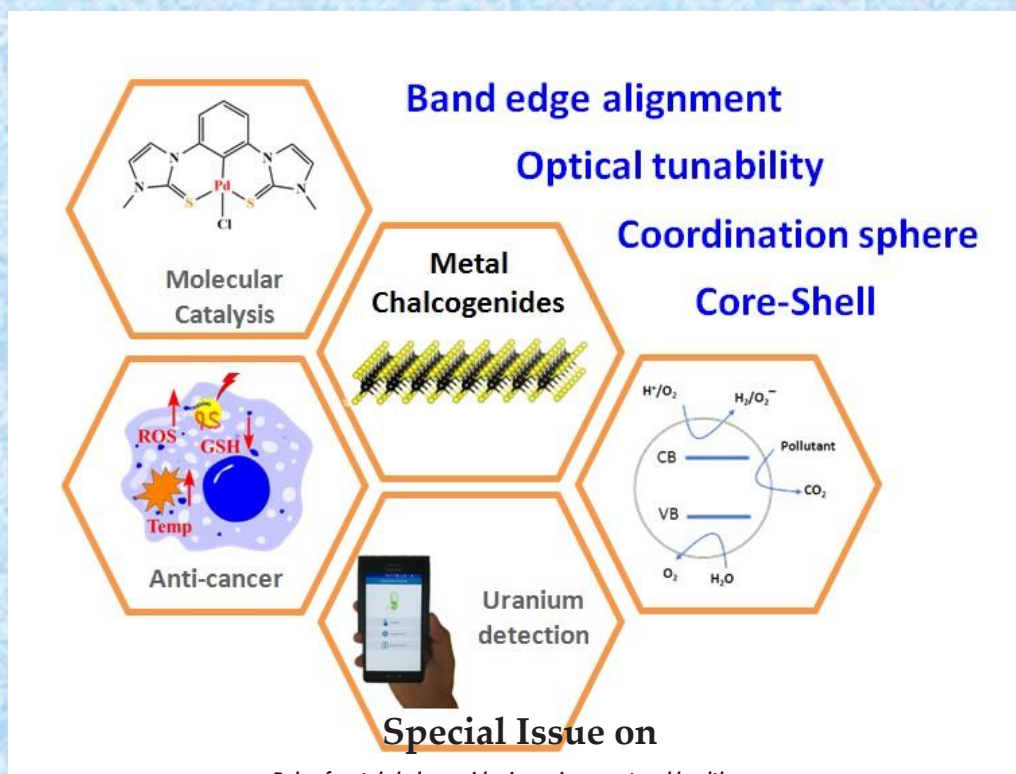 Band edge alignment
Optical tunability
Coordination sphere
Core-Shell
N
N
N
N
Pd
S
S
Cl
Molecular
Catalysis
Metal
Chalcogenides
ROS
PS
GSH
Temp
Anti-cancer
H⁺/O₂
H₂/O₂⁻
CB
Pollutant
CO₂
VB
O₂
H₂O
Uranium
detection
Special Issue on